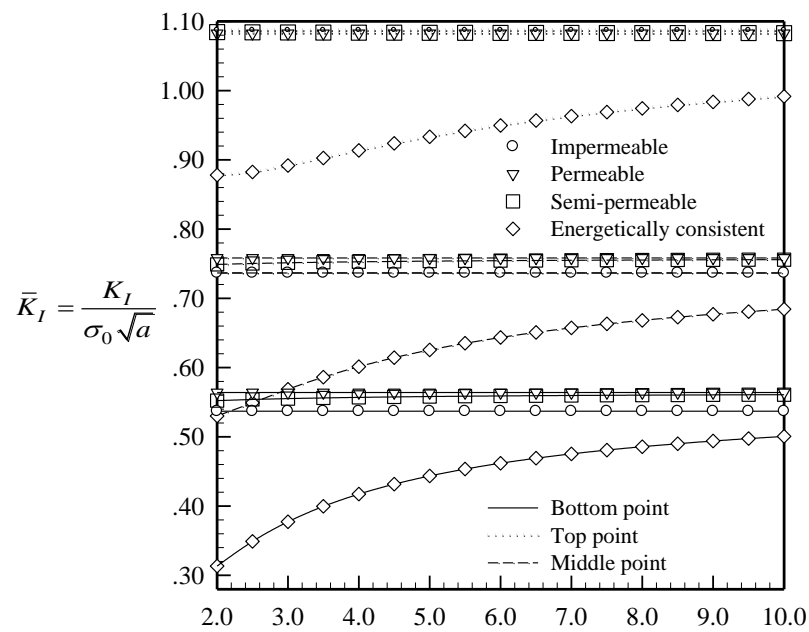 1.10
1.00
.90
.80
.70
.60
.50
.40
.30
Impermeable
Permeable
Semi-permeable
Energetically consistent
K̄_I = K_I / σ₀√a
Bottom point
Top point
Middle point
2.0 3.0 4.0 5.0 6.0 7.0 8.0 9.0 10.0